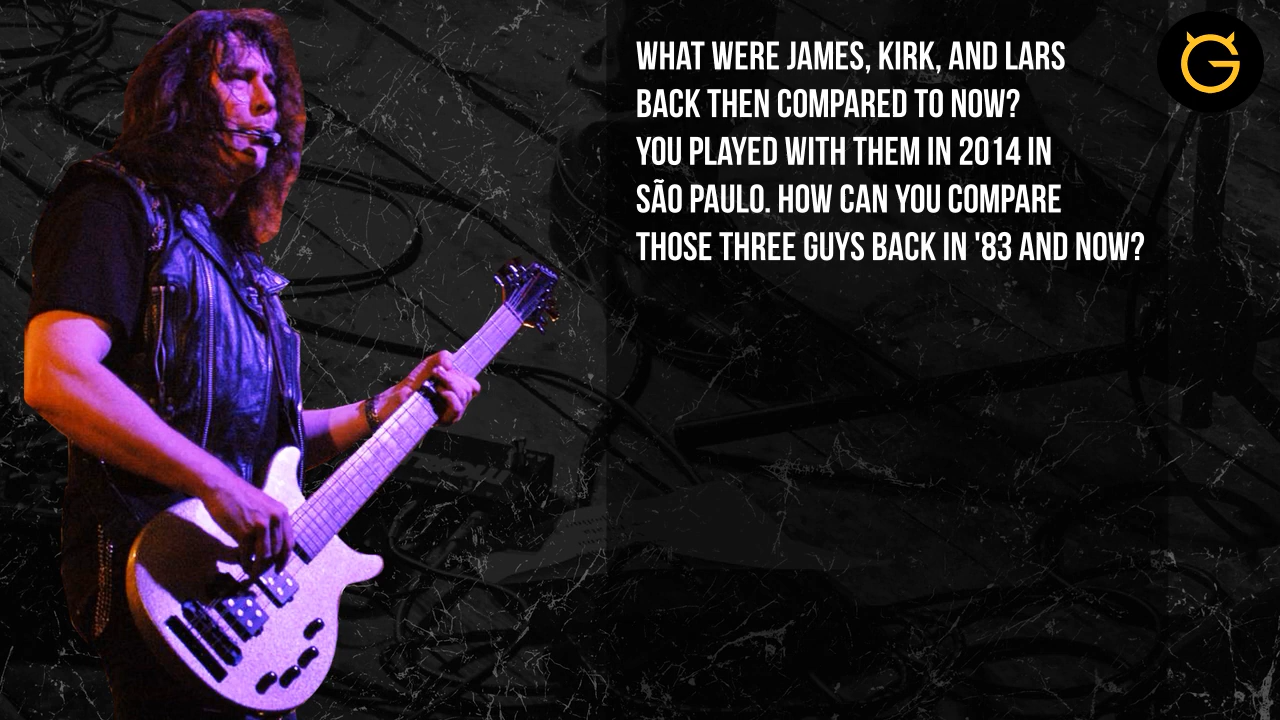 WHAT WERE JAMES, KIRK, AND LARS
BACK THEN COMPARED TO NOW?
YOU PLAYED WITH THEM IN 2014 IN
SÃO PAULO. HOW CAN YOU COMPARE
THOSE THREE GUYS BACK IN '83 AND NOW?